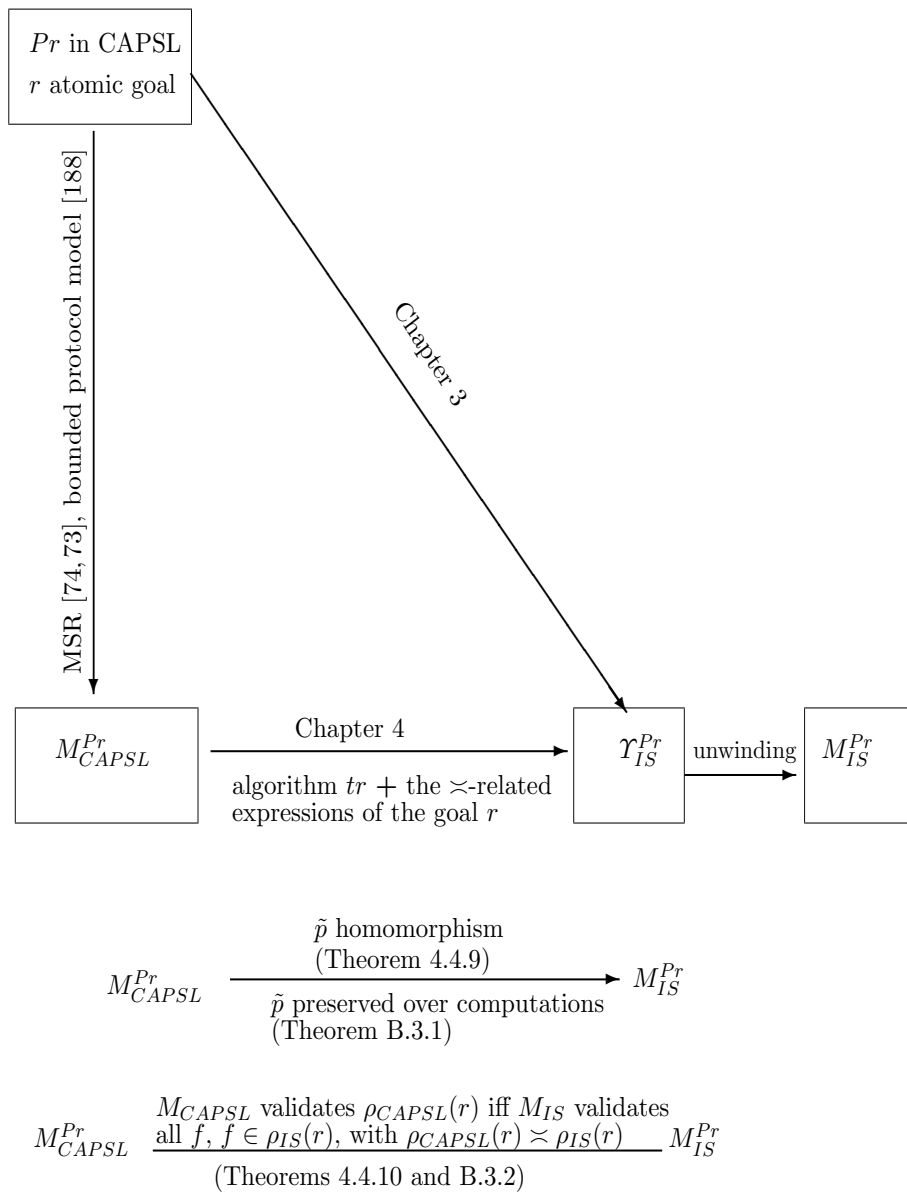 Pr in CAPSL
r atomic goal
MSR [74, 73], bounded protocol model [188]
Chapter 3
M^{Pr}_{CAPSL}
Chapter 4
algorithm tr + the ≍-related
expressions of the goal r
ϒ^{Pr}_{IS}
unwinding
M^{Pr}_{IS}
p̃ homomorphism
(Theorem 4.4.9)
M^{Pr}_{CAPSL}
M^{Pr}_{IS}
p̃ preserved over computations
(Theorem B.3.1)
M_{CAPSL} validates ρ_{CAPSL}(r) iff M_{IS} validates
M^{Pr}_{CAPSL}
all f, f ∈ ρ_{IS}(r), with ρ_{CAPSL}(r) ≍ ρ_{IS}(r)
M^{Pr}_{IS}
(Theorems 4.4.10 and B.3.2)